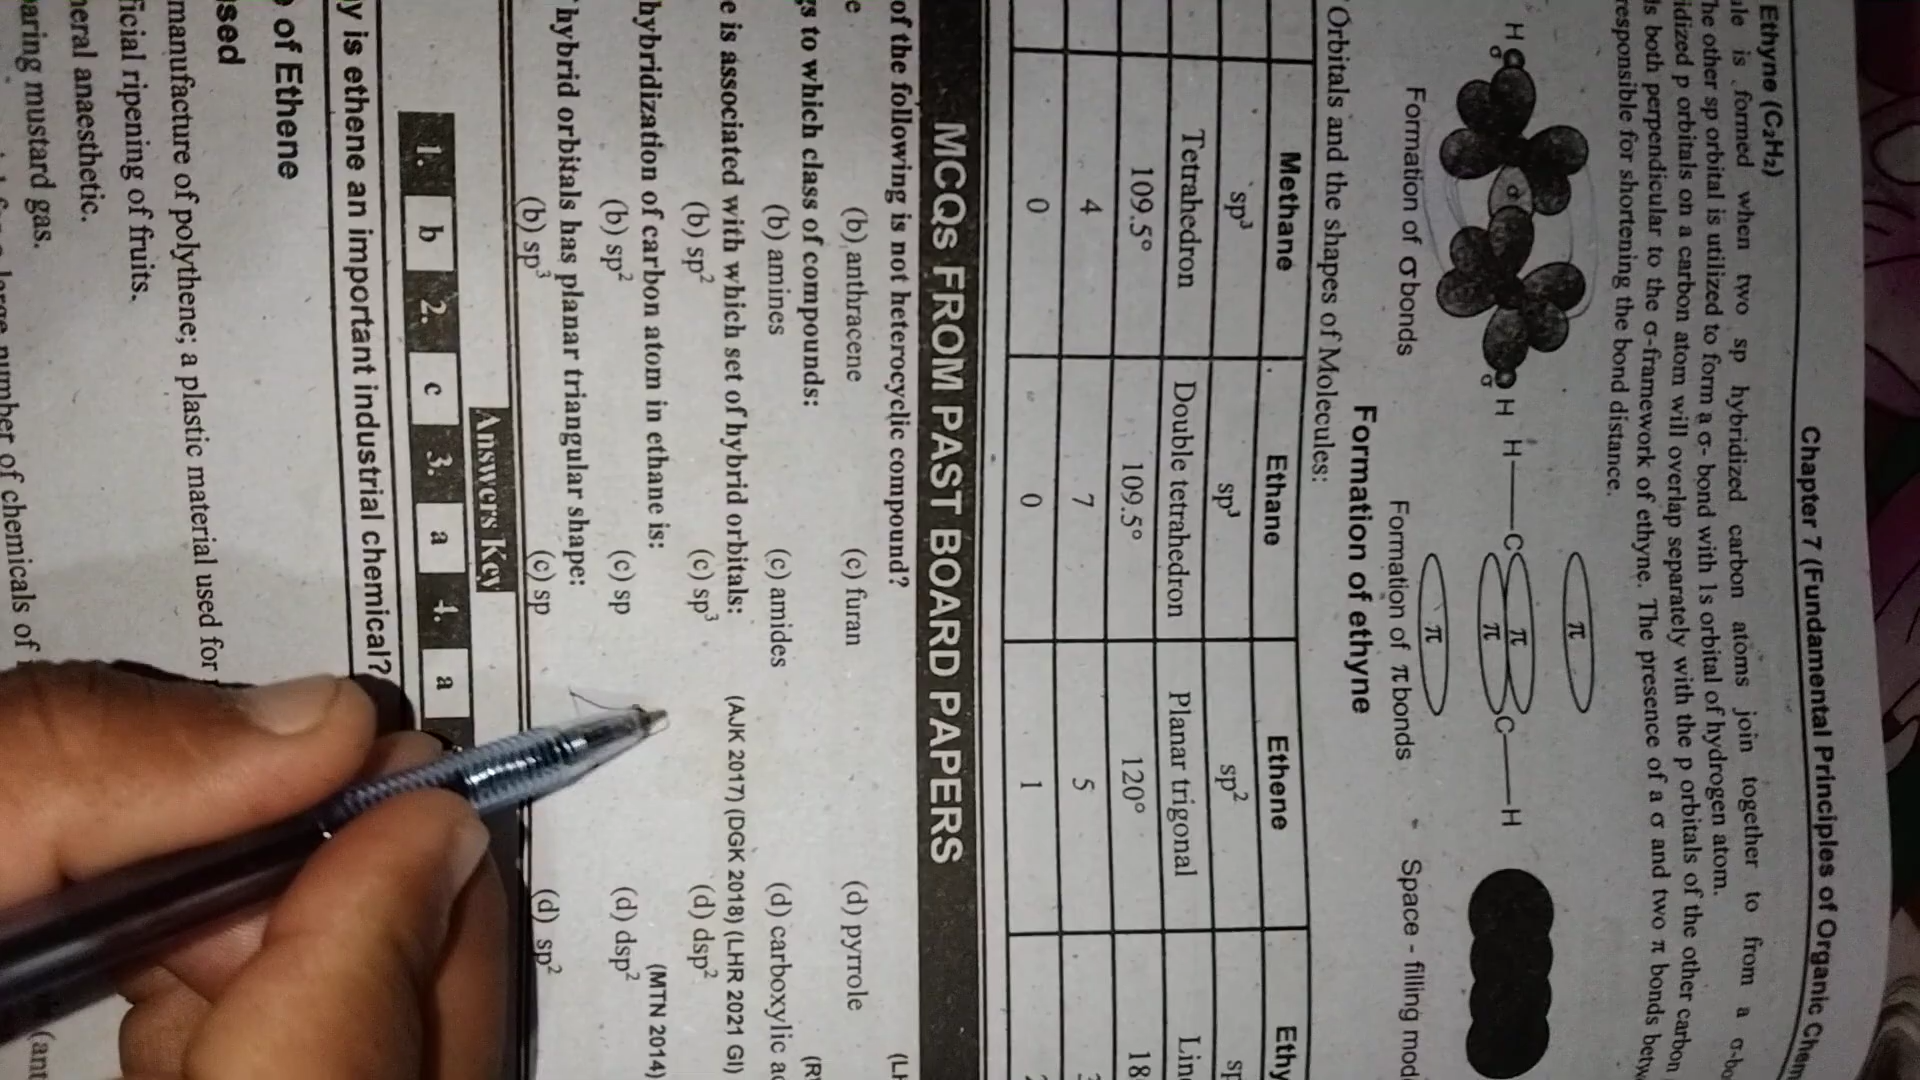 Chapter 7 (Fundamental Principles of Organic Chem
Ethyne (C₂H₂)
ule is formed when two sp hybridized carbon atoms join together to from a σ-bo
he other sp orbital is utilized to form a σ- bond with 1s orbital of hydrogen atom.
idized p orbitals on a carbon atom will overlap separately with the p orbitals of the other carbon
is both perpendicular to the σ-framework of ethyne. The presence of a σ and two π bonds betw
responsible for shortening the bond distance.
H σ σ σ H
H C C H
π π π π
Formation of σ bonds Formation of π bonds Space - filling mod
Formation of ethyne
Orbitals and the shapes of Molecules:
Methane Ethane Ethene Ethy
sp³ sp³ sp² sp
Tetrahedron Double tetrahedron Planar trigonal Line
109.5° 109.5° 120° 18
4 7 5
0 0 1
MCQS FROM PAST BOARD PAPERS
of the following is not heterocyclic compound? (LH
e (b) anthracene (c) furan (d) pyrrole
gs to which class of compounds:
(b) amines (c) amides (d) carboxylic ac
e is associated with which set of hybrid orbitals: (AJK 2017) (DGK 2018) (LHR 2021 GI)
(b) sp² (c) sp³ (d) dsp²
hybridization of carbon atom in ethane is: (MTN 2014)
(b) sp² (c) sp (d) dsp²
hybrid orbitals has planar triangular shape:
(b) sp³ (c) sp (d) sp²
Answers Key
1. b 2. c 3. a 4. a
y is ethene an important industrial chemical?
of Ethene
sed
manufacture of polythene; a plastic material used for
ficial ripening of fruits.
neral anaesthetic.
paring mustard gas.
large number of chemicals of
(ant